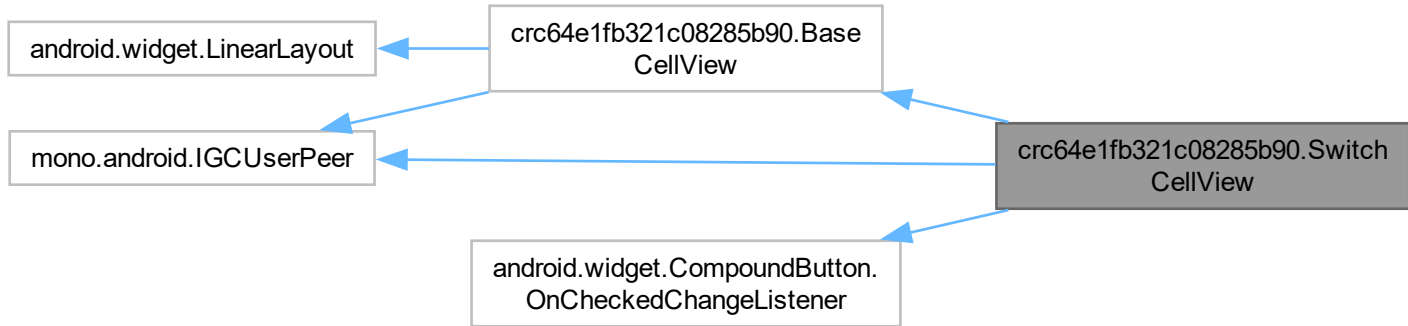 android.widget.LinearLayout
crc64e1fb321c08285b90.Base
CellView
mono.android.IGCUserPeer
crc64e1fb321c08285b90.Switch
CellView
android.widget.CompoundButton.
OnCheckedChangeListener